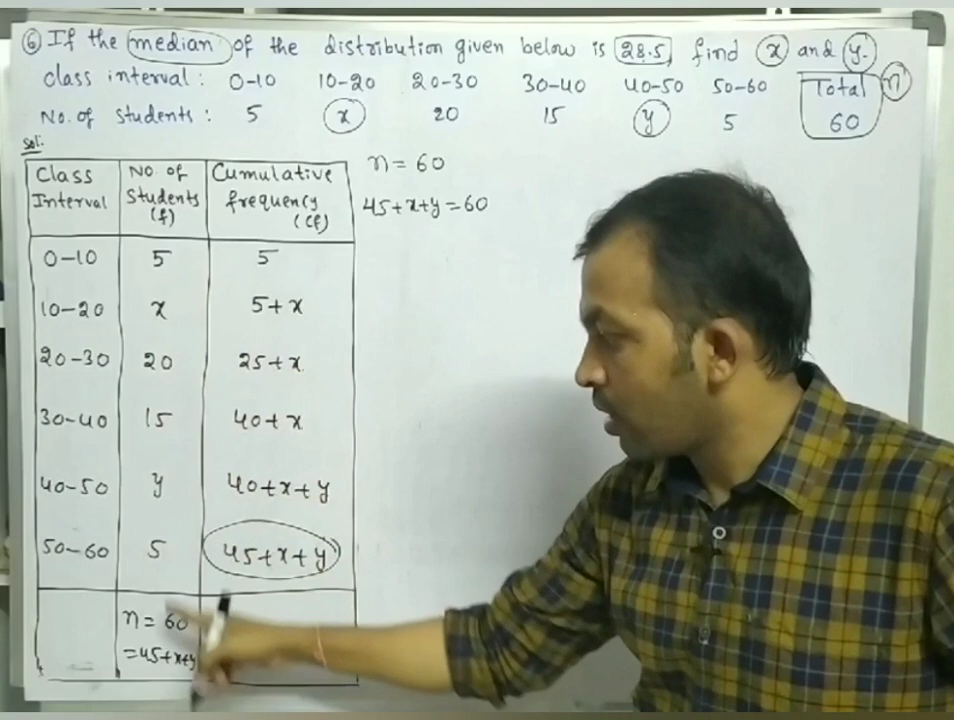 ⑥ If the median of the distribution given below is 28.5, find x and y.
Class interval : 0-10 10-20 20-30 30-40 40-50 50-60 Total n
No. of Students : 5 x 20 15 y 5 60
Sol:
Class Interval No. of Students (f) Cumulative frequency (cf)
0-10 5 5
10-20 x 5+x
20-30 20 25+x
30-40 15 40+x
40-50 y 40+x+y
50-60 5 45+x+y
n = 60
=45+x+y
n = 60
45+x+y=60